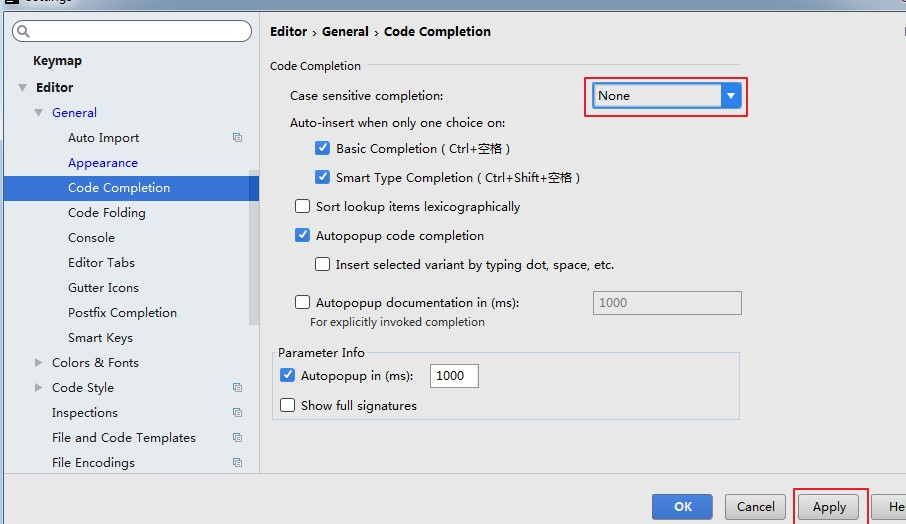 Editor › General › Code Completion
Keymap
Editor
General
Auto Import
Appearance
Code Completion
Code Folding
Console
Editor Tabs
Gutter Icons
Postfix Completion
Smart Keys
Colors & Fonts
Code Style
Inspections
File and Code Templates
File Encodings
Code Completion
Case sensitive completion: None
Auto-insert when only one choice on:
Basic Completion ( Ctrl+空格 )
Smart Type Completion ( Ctrl+Shift+空格 )
Sort lookup items lexicographically
Autopopup code completion
Insert selected variant by typing dot, space, etc.
Autopopup documentation in (ms): 1000
For explicitly invoked completion
Parameter Info
Autopopup in (ms): 1000
Show full signatures
OK Cancel Apply